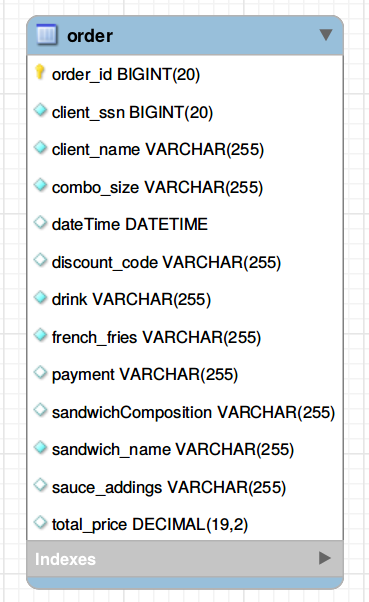 order
order_id BIGINT(20)
client_ssn BIGINT(20)
client_name VARCHAR(255)
combo_size VARCHAR(255)
dateTime DATETIME
discount_code VARCHAR(255)
drink VARCHAR(255)
french_fries VARCHAR(255)
payment VARCHAR(255)
sandwichComposition VARCHAR(255)
sandwich_name VARCHAR(255)
sauce_addings VARCHAR(255)
total_price DECIMAL(19,2)
Indexes